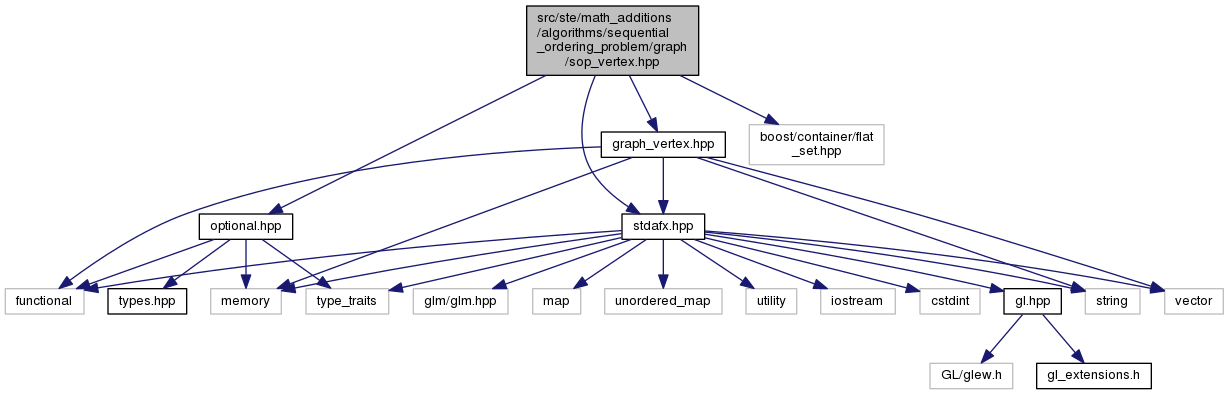 src/ste/math_additions
/algorithms/sequential
_ordering_problem/graph
/sop_vertex.hpp
graph_vertex.hpp
boost/container/flat
_set.hpp
optional.hpp
stdafx.hpp
functional
types.hpp
memory
type_traits
glm/glm.hpp
map
unordered_map
utility
iostream
cstdint
gl.hpp
string
vector
GL/glew.h
gl_extensions.h